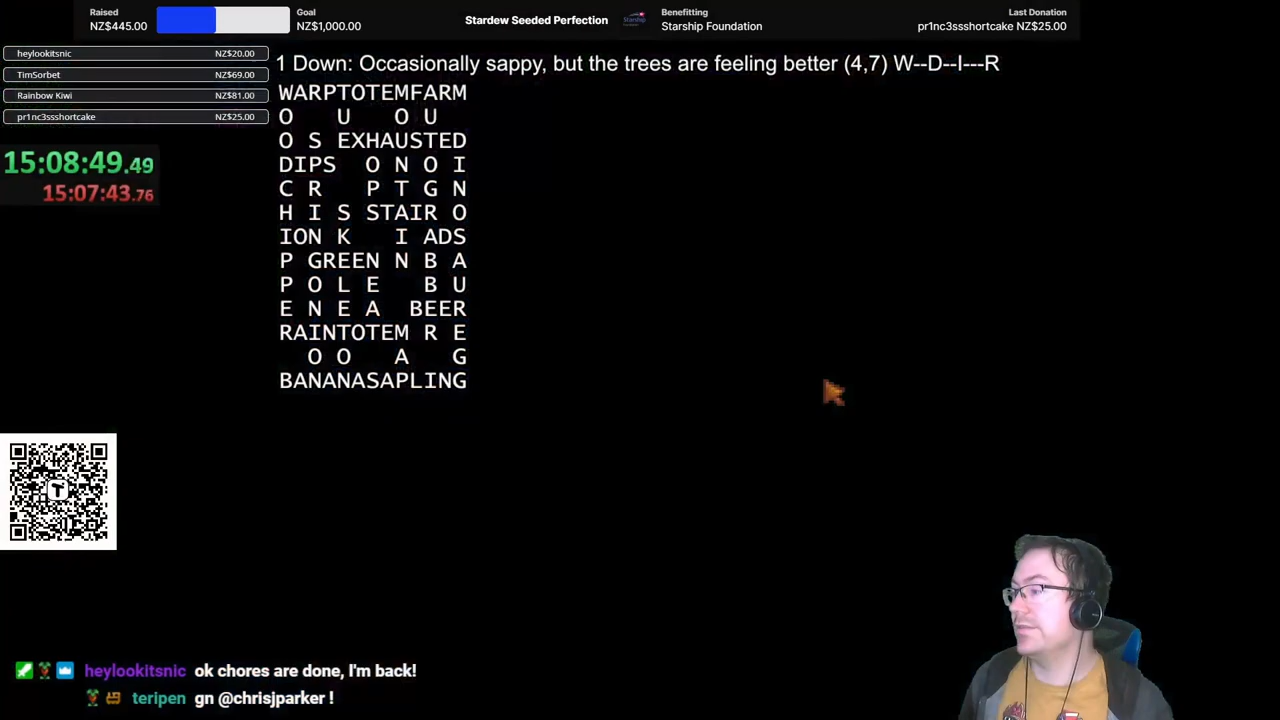 Raised
NZ$445.00
Goal
NZ$1,000.00
Stardew Seeded Perfection
Benefitting
Starship Foundation
Last Donation
pr1nc3ssshortcake NZ$25.00
heylookitsnic NZ$20.00
TimSorbet NZ$69.00
Rainbow Kiwi NZ$81.00
pr1nc3ssshortcake NZ$25.00
15:08:49.49
15:07:43.76
1 Down: Occasionally sappy, but the trees are feeling better (4,7) W--D--I---R
WARPTOTEMFARM
O U O U
O S EXHAUSTED
DIPS O N O I
C R P T G N
H I S STAIR O
ION K I ADS
P GREEN N B A
P O L E B U
E N E A BEER
RAINTOTEM R E
O O A G
BANANASAPLING
heylookitsnic ok chores are done, I'm back!
teripen gn @chrisjparker !